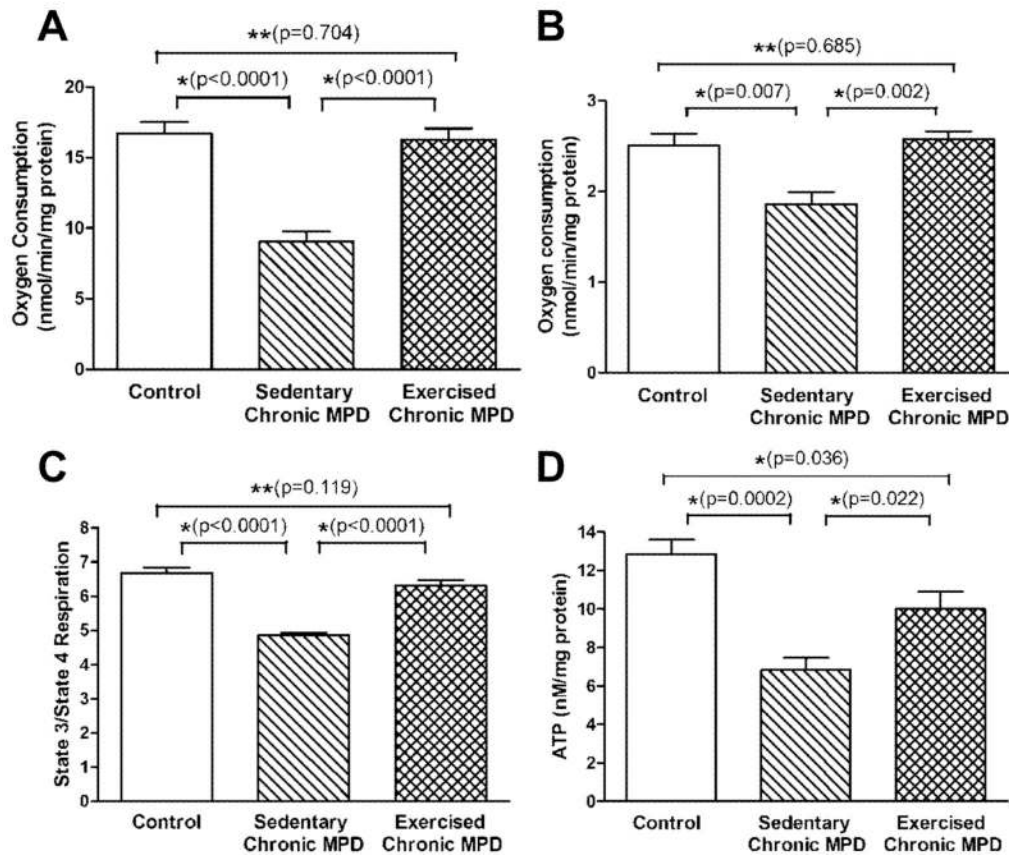 A
**(p=0.704)
*(p<0.0001) *(p<0.0001)
20
15
10
5
0
Oxygen Consumption
(nmol/min/mg protein)
Control Sedentary Exercised
Chronic MPD Chronic MPD
B
**(p=0.685)
*(p=0.007) *(p=0.002)
3
2
1
0
Oxygen consumption
(nmol/min/mg protein)
Control Sedentary Exercised
Chronic MPD Chronic MPD
C
**(p=0.119)
*(p<0.0001) *(p<0.0001)
8
7
6
5
4
3
2
1
0
State 3/State 4 Respiration
Control Sedentary Exercised
Chronic MPD Chronic MPD
D
*(p=0.036)
*(p=0.0002) *(p=0.022)
14
12
10
8
6
4
2
0
ATP (nM/mg protein)
Control Sedentary Exercised
Chronic MPD Chronic MPD